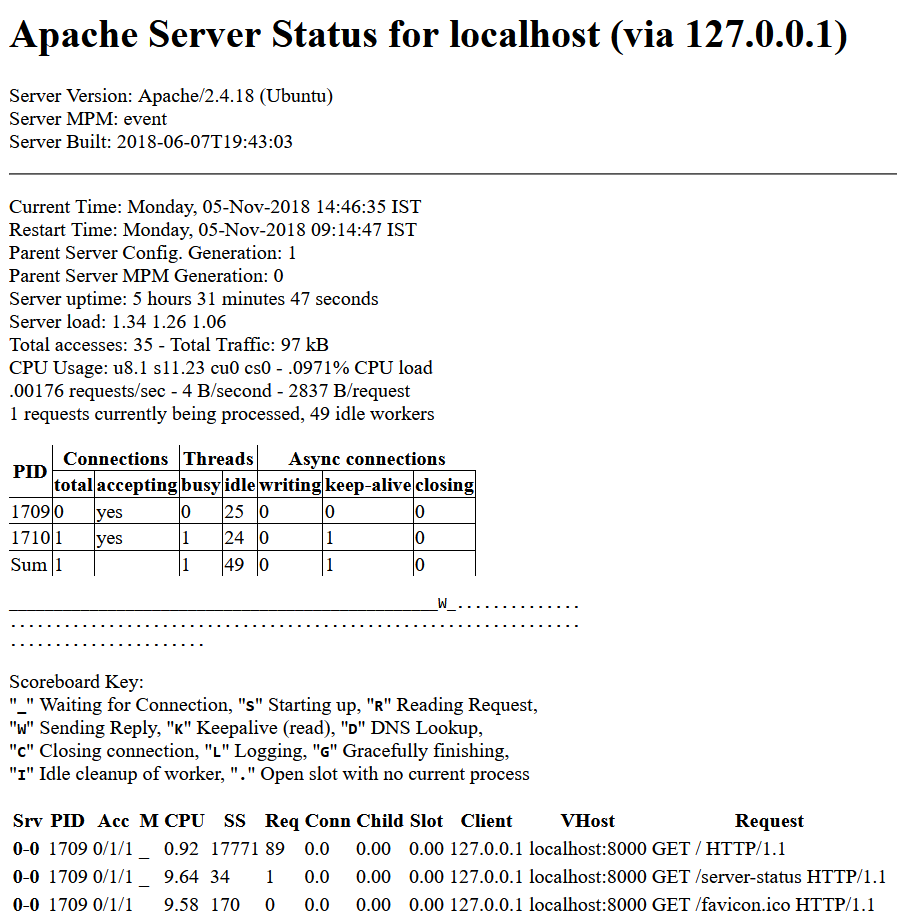 Apache Server Status for localhost (via 127.0.0.1)
Server Version: Apache/2.4.18 (Ubuntu)
Server MPM: event
Server Built: 2018-06-07T19:43:03
Current Time: Monday, 05-Nov-2018 14:46:35 IST
Restart Time: Monday, 05-Nov-2018 09:14:47 IST
Parent Server Config. Generation: 1
Parent Server MPM Generation: 0
Server uptime: 5 hours 31 minutes 47 seconds
Server load: 1.34 1.26 1.06
Total accesses: 35 - Total Traffic: 97 kB
CPU Usage: u8.1 s11.23 cu0 cs0 - .0971% CPU load
.00176 requests/sec - 4 B/second - 2837 B/request
1 requests currently being processed, 49 idle workers
PID Connections Threads Async connections
total accepting busy idle writing keep-alive closing
1709 0 yes 0 25 0 0 0
1710 1 yes 1 24 0 1 0
Sum 1 1 49 0 1 0
________________________________________________W_..............
................................................................
......................
Scoreboard Key:
"_" Waiting for Connection, "S" Starting up, "R" Reading Request,
"W" Sending Reply, "K" Keepalive (read), "D" DNS Lookup,
"C" Closing connection, "L" Logging, "G" Gracefully finishing,
"I" Idle cleanup of worker, "." Open slot with no current process
Srv PID Acc M CPU SS Req Conn Child Slot Client VHost Request
0-0 1709 0/1/1 _ 0.92 17771 89 0.0 0.00 0.00 127.0.0.1 localhost:8000 GET / HTTP/1.1
0-0 1709 0/1/1 _ 9.64 34 1 0.0 0.00 0.00 127.0.0.1 localhost:8000 GET /server-status HTTP/1.1
0-0 1709 0/1/1 9.58 170 0 0.0 0.00 0.00 127.0.0.1 localhost:8000 GET /favicon.ico HTTP/1.1